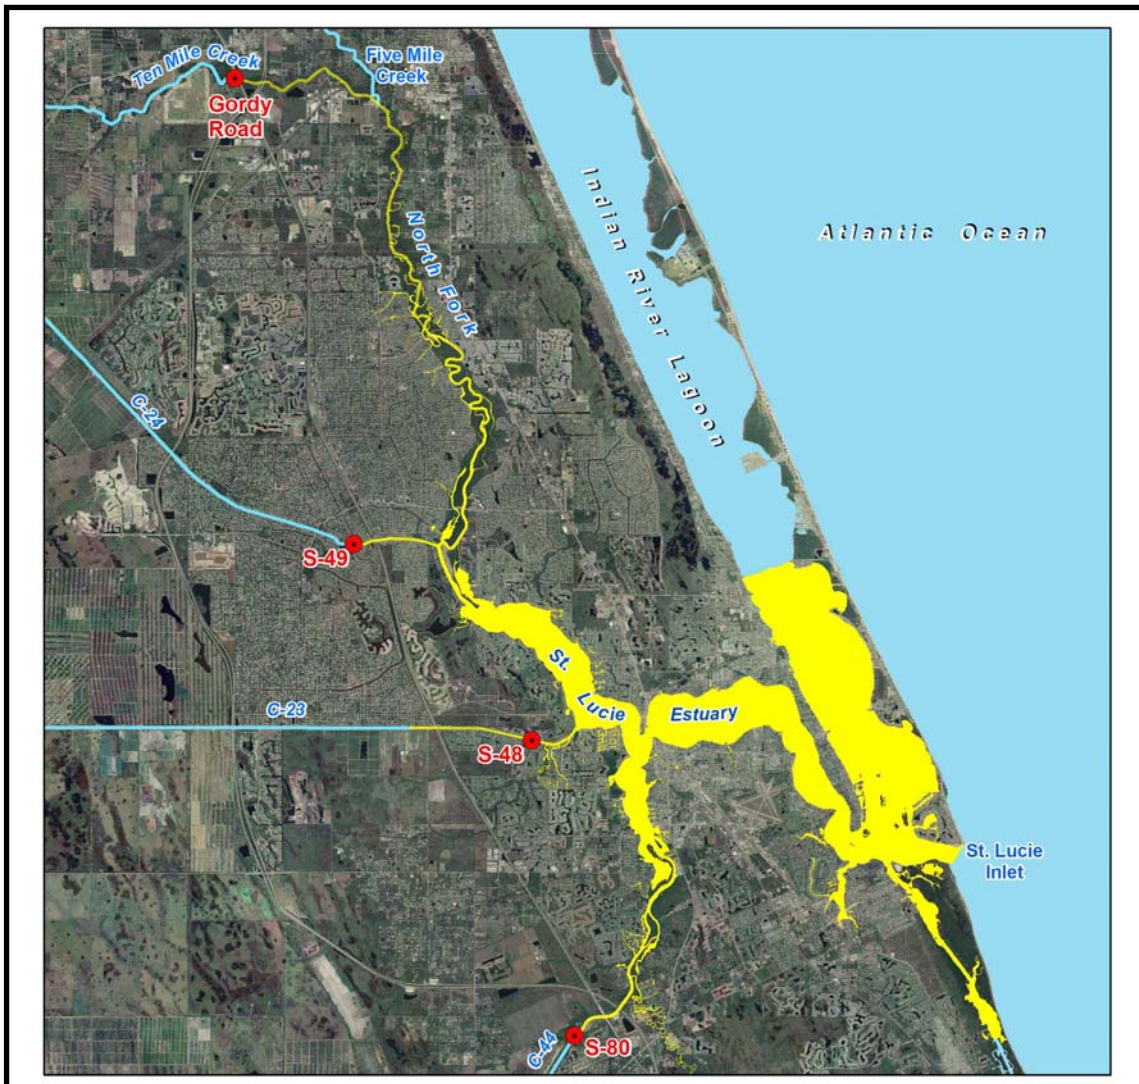 Ten Mile Creek
Five Mile
Creek
Gordy
Road
North Fork
Indian River Lagoon
Atlantic Ocean
C-24
S-49
St.
Lucie
Estuary
C-23
S-48
St. Lucie
Inlet
C-44
S-80